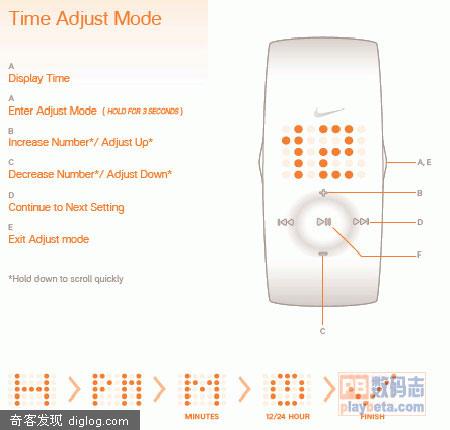 Time Adjust Mode
A
Display Time
A
Enter Adjust Mode ( HOLD FOR 3 SECONDS )
B
Increase Number*/ Adjust Up*
C
Decrease Number*/ Adjust Down*
D
Continue to Next Setting
E
Exit Adjust mode
*Hold down to scroll quickly
A, E
B
D
F
C
MINUTES
12/24 HOUR
FINISH
数码志
playbeta.com
奇客发现 diglog.com